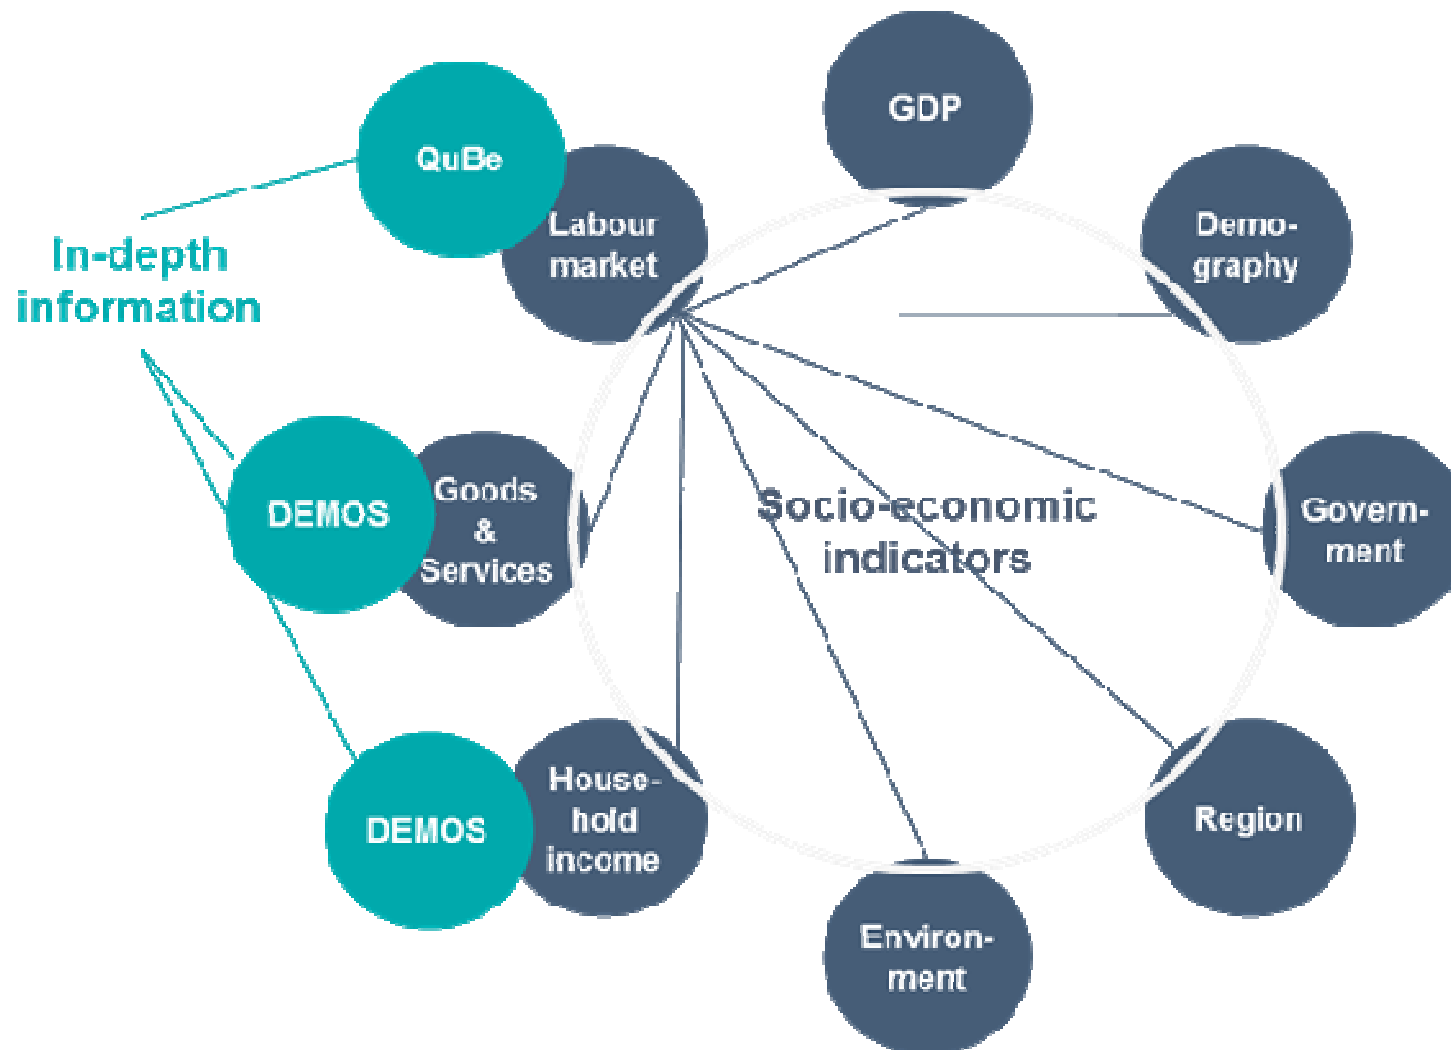 GDP
QuBe
Labour
market
Demo-
graphy
In-depth
information
Goods
&
Services
DEMOS
Socio-economic
indicators
Govern-
ment
House-
hold
income
DEMOS
Region
Environ-
ment